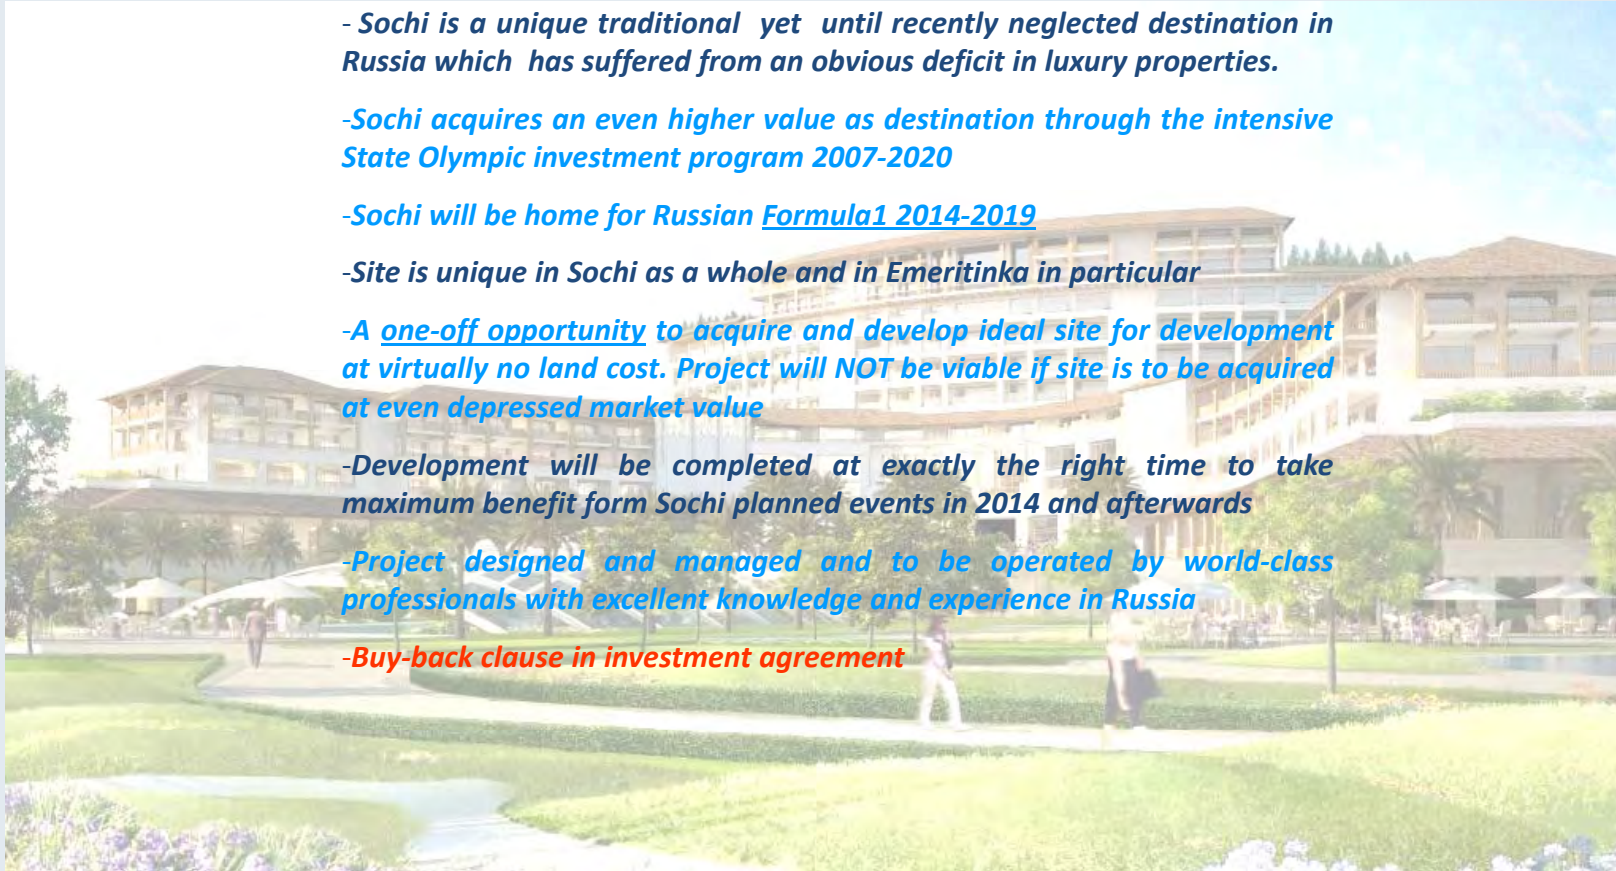 - Sochi is a unique traditional yet until recently neglected destination in
Russia which has suffered from an obvious deficit in luxury properties.
-Sochi acquires an even higher value as destination through the intensive
State Olympic investment program 2007-2020
-Sochi will be home for Russian Formula1 2014-2019
-Site is unique in Sochi as a whole and in Emeritinka in particular
-A one-off opportunity to acquire and develop ideal site for development
at virtually no land cost. Project will NOT be viable if site is to be acquired
at even depressed market value
-Development will be completed at exactly the right time to take
maximum benefit form Sochi planned events in 2014 and afterwards
-Project designed and managed and to be operated by world-class
professionals with excellent knowledge and experience in Russia
-Buy-back clause in investment agreement